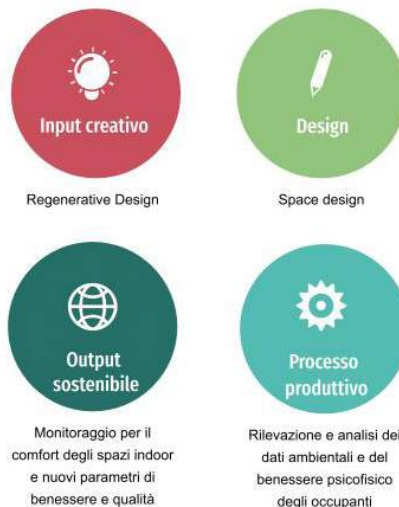 Input creativo
Design
Regenerative Design
Space design
Output
sostenibile
Processo
produttivo
Monitoraggio per il
comfort degli spazi indoor
e nuovi parametri di
benessere e qualità
Rilevazione e analisi dei
dati ambientali e del
benessere psicofisico
degli occupanti